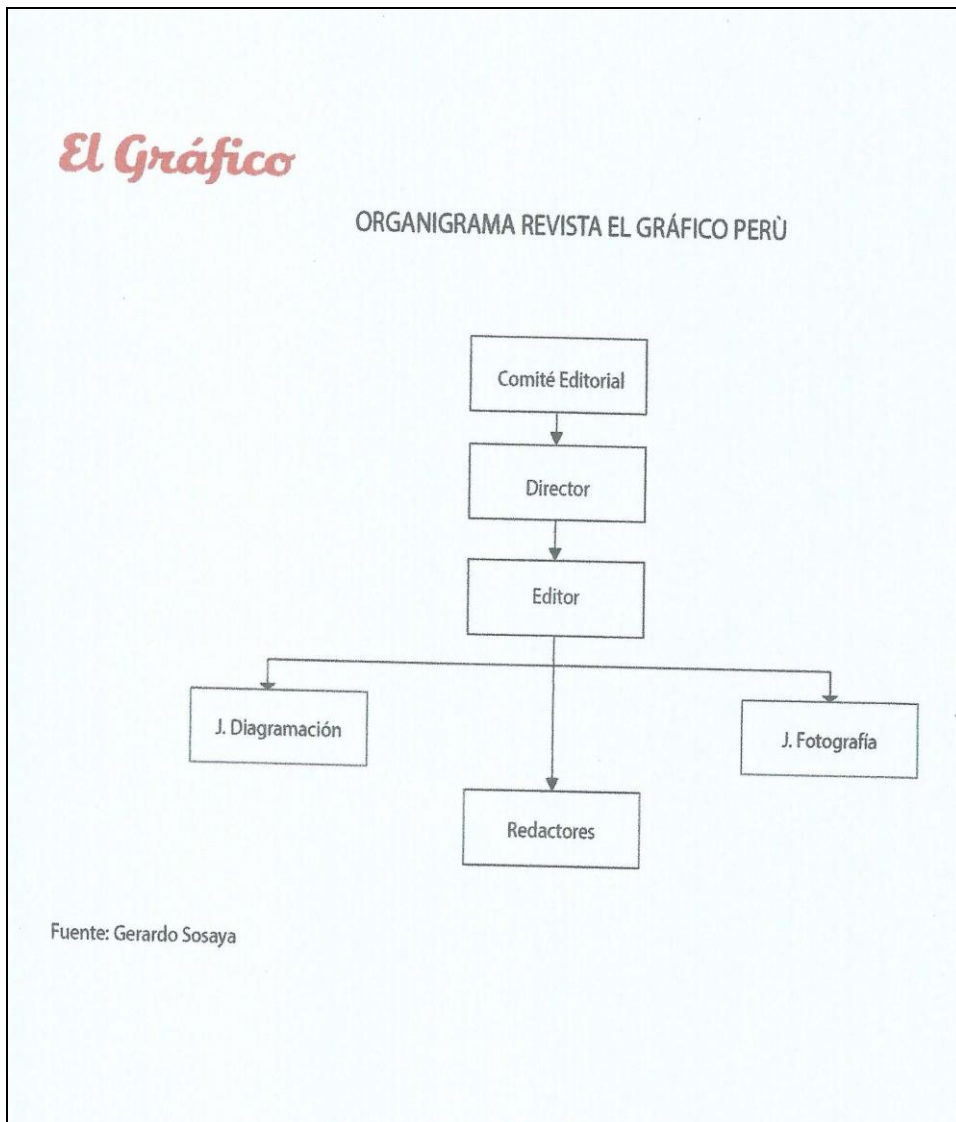 El Gráfico
ORGANIGRAMA REVISTA EL GRÁFICO PERÙ
Comité Editorial
Director
Editor
J. Diagramación
J. Fotografía
Redactores
Fuente: Gerardo Sosaya